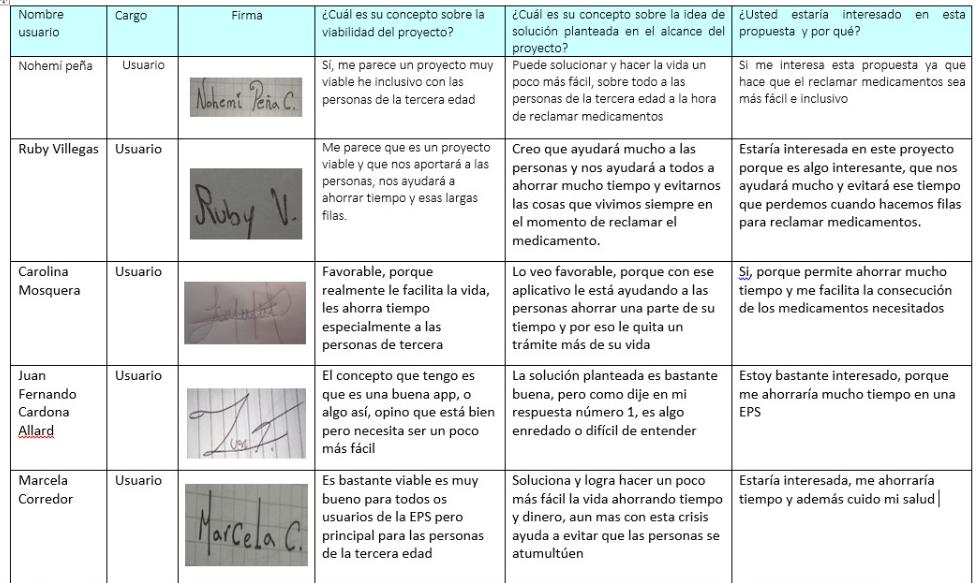 Nombre usuario
Cargo
Firma
¿Cuál es su concepto sobre la
viabilidad del proyecto?
¿Cuál es su concepto sobre la idea de
solución planteada en el alcance del
proyecto?
¿Usted estaría interesado en esta
propuesta y por qué?
Nohemí peña
Usuario
Nohemi Peña C.
Sí, me parece un proyecto muy
viable he inclusivo con las
personas de la tercera edad
Puede solucionar y hacer la vida un
poco más fácil, sobre todo a las
personas de la tercera edad a la hora
de reclamar medicamentos
Si me interesa esta propuesta ya que
hace que el reclamar medicamentos sea
más fácil e inclusivo
Ruby Villegas
Usuario
Ruby V.
Me parece que es un proyecto
viable y que nos aportará a las
personas, nos ayudará a
ahorrar tiempo y esas largas
filas.
Creo que ayudará mucho a las
personas y nos ayudará a todos a
ahorrar mucho tiempo y evitarnos
las cosas que vivimos siempre en
el momento de reclamar el
medicamento.
Estaría interesada en este proyecto
porque es algo interesante, que nos
ayudará mucho y evitará ese tiempo
que perdemos cuando hacemos filas
para reclamar medicamentos.
Carolina
Mosquera
Usuario
Favorable, porque
realmente le facilita la vida,
les ahorra tiempo
especialmente a las
personas de tercera
Lo veo favorable, porque con ese
aplicativo le está ayudando a las
personas ahorrar una parte de su
tiempo y por eso le quita un
trámite más de su vida
Si, porque permite ahorrar mucho
tiempo y me facilita la consecución
de los medicamentos necesitados
Juan
Fernando
Cardona
Allard
Usuario
El concepto que tengo es
que es una buena app, o
algo así, opino que está bien
pero necesita ser un poco
más fácil
La solución planteada es bastante
buena, pero como dije en mi
respuesta número 1, es algo
enredado o difícil de entender
Estoy bastante interesado, porque
me ahorraría mucho tiempo en una
EPS
Marcela
Corredor
Usuario
Marcela C.
Es bastante viable es muy
bueno para todos os
usuarios de la EPS pero
principal para las personas
de la tercera edad
Soluciona y logra hacer un poco
más fácil la vida ahorrando tiempo
y dinero, aun mas con esta crisis
ayuda a evitar que las personas se
atumultúen
Estaría interesada, me ahorraría
tiempo y además cuido mi salud